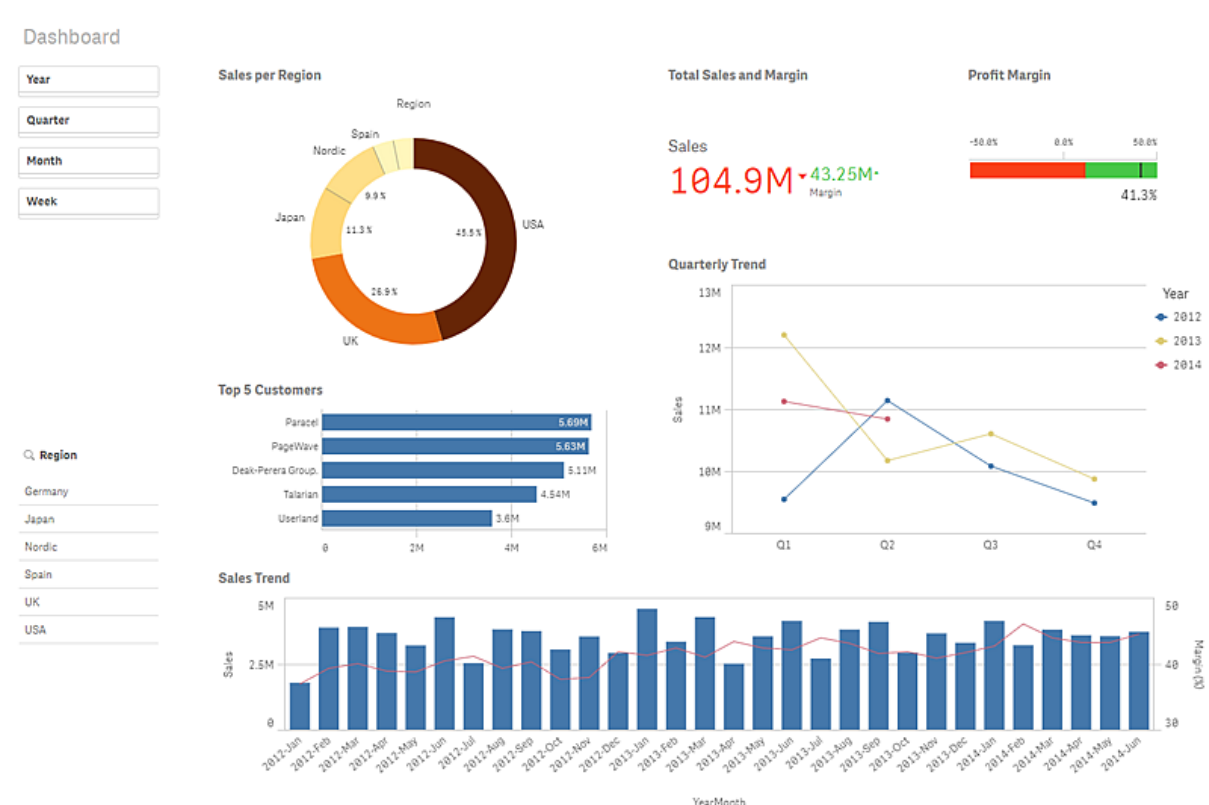 Dashboard
Year
Quarter
Month
Week
Region
Germany
Japan
Nordic
Spain
UK
USA
Sales per Region
Region
Spain
Nordic
Japan
UK
USA
9.9%
11.3%
26.9%
45.5%
Total Sales and Margin
Sales
104.9M
43.25M
Margin
Profit Margin
-50.0% 0.0% 50.0%
41.3%
Top 5 Customers
Paracel 5.69M
PageWave 5.63M
Deak-Perera Group. 5.11M
Talarian 4.54M
Userland 3.6M
0 2M 4M 6M
Quarterly Trend
13M
12M
11M
10M
9M
Sales
Q1 Q2 Q3 Q4
Year
2012
2013
2014
Sales Trend
5M
2.5M
0
Sales
50
40
30
Margin (%)
2012-Jan 2012-Feb 2012-Mar 2012-Apr 2012-May 2012-Jun 2012-Jul 2012-Aug 2012-Sep 2012-Oct 2012-Nov 2012-Dec 2013-Jan 2013-Feb 2013-Mar 2013-Apr 2013-May 2013-Jun 2013-Jul 2013-Aug 2013-Sep 2013-Oct 2013-Nov 2013-Dec 2014-Jan 2014-Feb 2014-Mar 2014-Apr 2014-May 2014-Jun
YearMonth